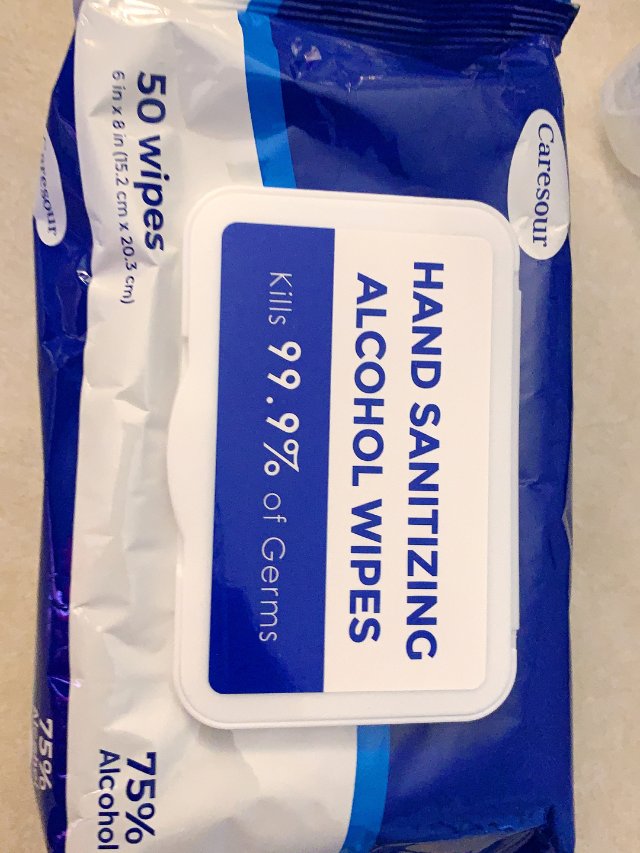 Caresour
HAND SANITIZING
ALCOHOL WIPES
Kills 99.9% of Germs
50 wipes
6 in x 8 in (15.2 cm x 20.3 cm)
75%
Alcohol
Caresour
75%